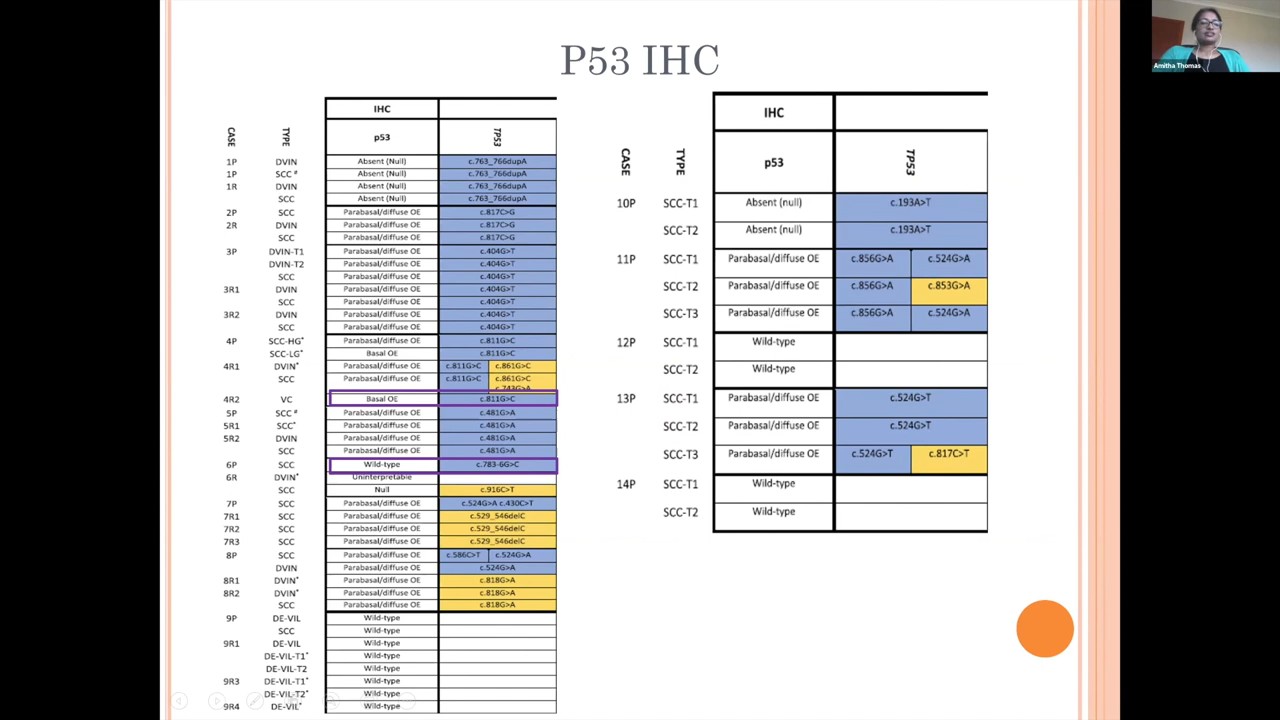 P53 IHC
Amitha Thomas
IHC
CASE TYPE p53 TP53
1P DVIN Absent (Null) c.763_766dupA
1P SCC # Absent (Null) c.763_766dupA
1R DVIN Absent (Null) c.763_766dupA
SCC Absent (Null) c.763_766dupA
2P SCC Parabasal/diffuse OE c.817C>G
2R DVIN Parabasal/diffuse OE c.817C>G
SCC Parabasal/diffuse OE c.817C>G
3P DVIN-T1 Parabasal/diffuse OE c.404G>T
DVIN-T2 Parabasal/diffuse OE c.404G>T
SCC Parabasal/diffuse OE c.404G>T
3R1 DVIN Parabasal/diffuse OE c.404G>T
SCC Parabasal/diffuse OE c.404G>T
3R2 DVIN Parabasal/diffuse OE c.404G>T
SCC Parabasal/diffuse OE c.404G>T
4P SCC-HG* Parabasal/diffuse OE c.811G>C
SCC-LG* Basal OE c.811G>C
4R1 DVIN* Parabasal/diffuse OE c.811G>C c.861G>C
SCC Parabasal/diffuse OE c.811G>C c.861G>C
c.743G>A
4R2 VC Basal OE c.811G>C
5P SCC # Parabasal/diffuse OE c.481G>A
5R1 SCC* Parabasal/diffuse OE c.481G>A
5R2 DVIN Parabasal/diffuse OE c.481G>A
SCC Parabasal/diffuse OE c.481G>A
6P SCC Wild-type c.783-6G>C
6R DVIN* Uninterpretable
SCC Null c.916C>T
7P SCC Parabasal/diffuse OE c.524G>A c.430C>T
7R1 SCC Parabasal/diffuse OE c.529_546delC
7R2 SCC Parabasal/diffuse OE c.529_546delC
7R3 SCC Parabasal/diffuse OE c.529_546delC
8P SCC Parabasal/diffuse OE c.586C>T c.524G>A
DVIN Parabasal/diffuse OE c.524G>A
8R1 DVIN* Parabasal/diffuse OE c.818G>A
8R2 DVIN* Parabasal/diffuse OE c.818G>A
SCC Parabasal/diffuse OE c.818G>A
9P DE-VIL Wild-type
SCC Wild-type
9R1 DE-VIL Wild-type
DE-VIL-T1* Wild-type
DE-VIL-T2 Wild-type
9R3 DE-VIL-T1* Wild-type
DE-VIL-T2* Wild-type
9R4 DE-VIL* Wild-type
IHC
CASE TYPE p53 TP53
10P SCC-T1 Absent (null) c.193A>T
SCC-T2 Absent (null) c.193A>T
11P SCC-T1 Parabasal/diffuse OE c.856G>A c.524G>A
SCC-T2 Parabasal/diffuse OE c.856G>A c.853G>A
SCC-T3 Parabasal/diffuse OE c.856G>A c.524G>A
12P SCC-T1 Wild-type
SCC-T2 Wild-type
13P SCC-T1 Parabasal/diffuse OE c.524G>T
SCC-T2 Parabasal/diffuse OE c.524G>T
SCC-T3 Parabasal/diffuse OE c.524G>T c.817C>T
14P SCC-T1 Wild-type
SCC-T2 Wild-type